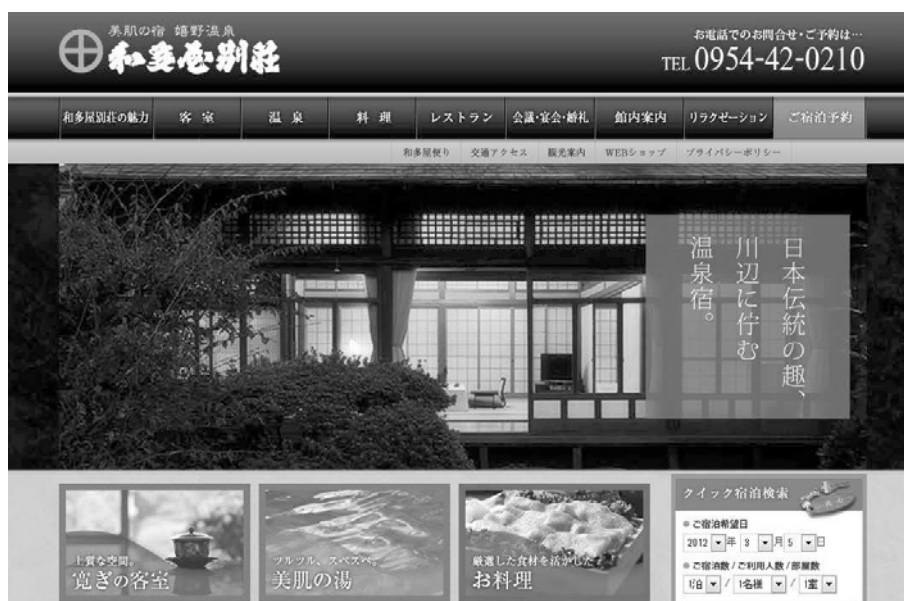 美肌の宿 嬉野温泉
和多屋別荘
お電話でのお問合せ・ご予約は…
TEL 0954-42-0210
和多屋別荘の魅力 客室 温泉 料理 レストラン 会議・宴会・婚礼 館内案内 リラクゼーション ご宿泊予約
和多屋便り 交通アクセス 観光案内 WEBショップ プライバシーポリシー
日本伝統の趣、
川辺に佇む
温泉宿。
上質な空間。
寛ぎの客室
ツルツル、スベスベ。
美肌の湯
厳選した食材を活かした
お料理
クイック宿泊検索
ご宿泊希望日
2012 年 3 月 5 日
ご宿泊数/ご利用人数/部屋数
1泊 / 1名様 / 1室